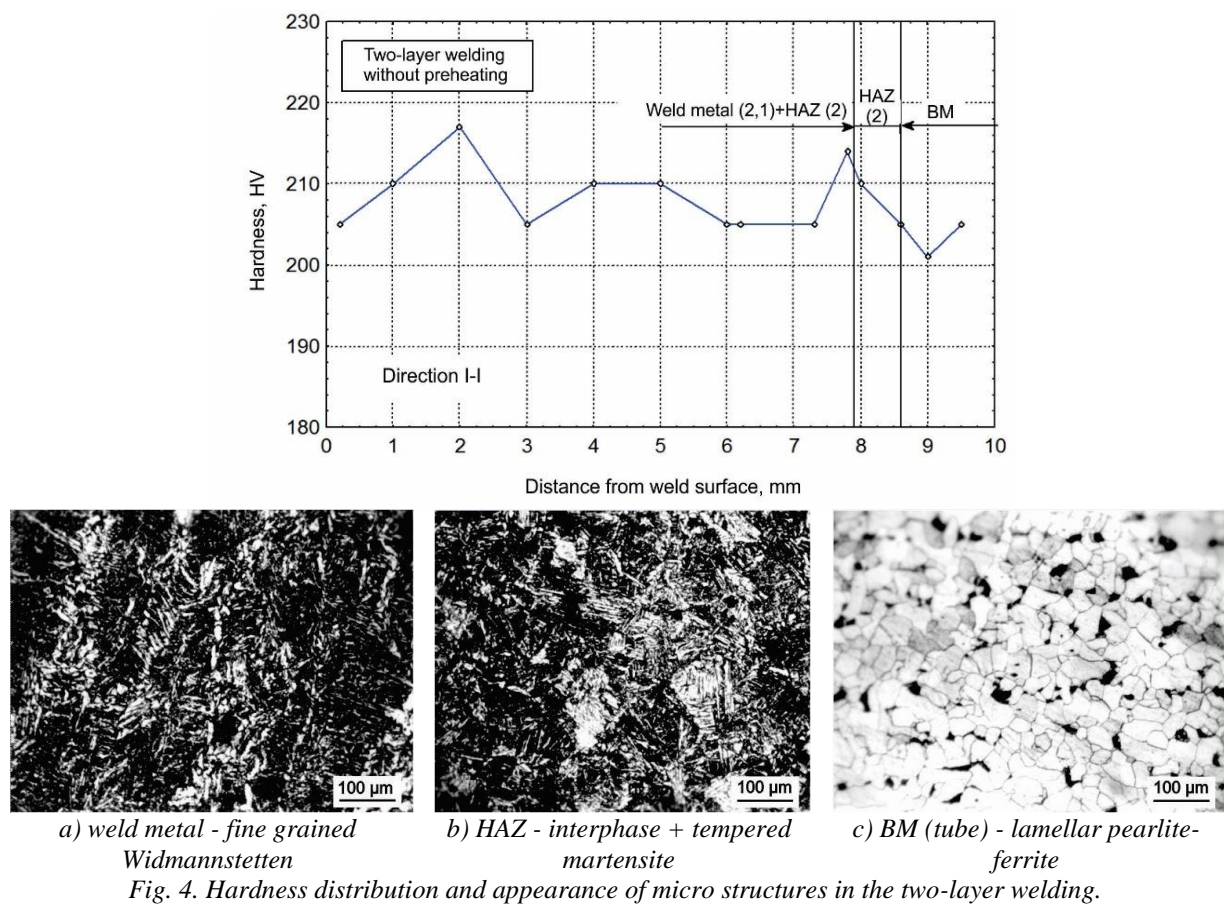 230
220
210
200
190
180
Hardness, HV
Two-layer welding
without preheating
Weld metal (2,1)+HAZ (2)
HAZ
(2)
BM
Direction I-I
0 1 2 3 4 5 6 7 8 9 10
Distance from weld surface, mm
100 µm
100 µm
100 µm
a) weld metal - fine grained
Widmannstetten
b) HAZ - interphase + tempered
martensite
c) BM (tube) - lamellar pearlite-
ferrite
Fig. 4. Hardness distribution and appearance of micro structures in the two-layer welding.